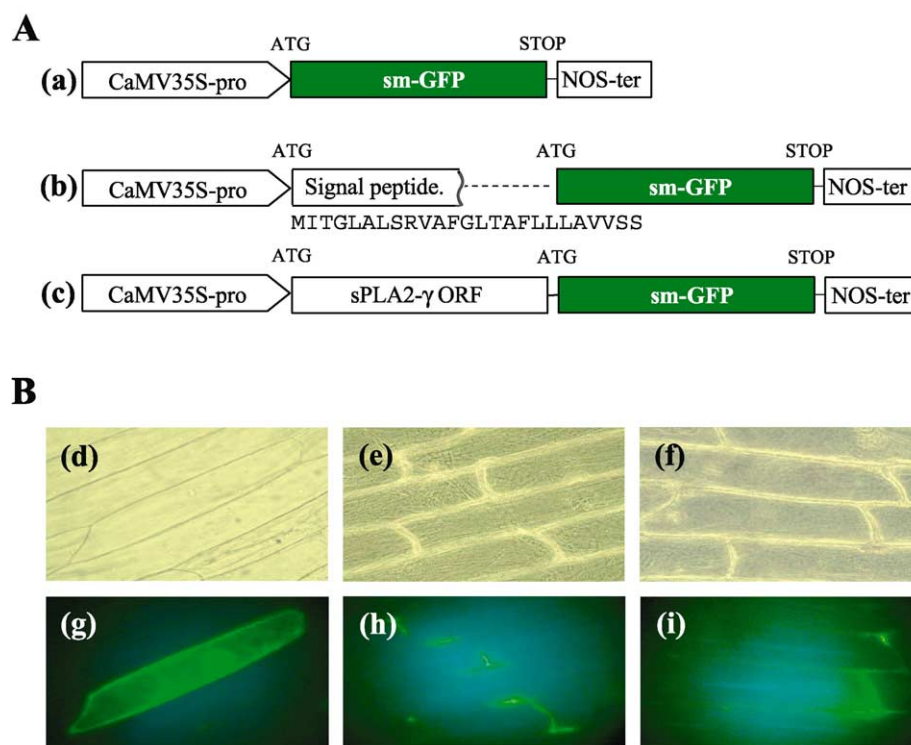 A
ATG STOP
(a) CaMV35S-pro sm-GFP NOS-ter
ATG ATG STOP
(b) CaMV35S-pro Signal peptide. sm-GFP NOS-ter
MITGLALSRVAFGLTAFLLLAVVSS
ATG ATG STOP
(c) CaMV35S-pro sPLA2-γ ORF sm-GFP NOS-ter
B
(d) (e) (f)
(g) (h) (i)